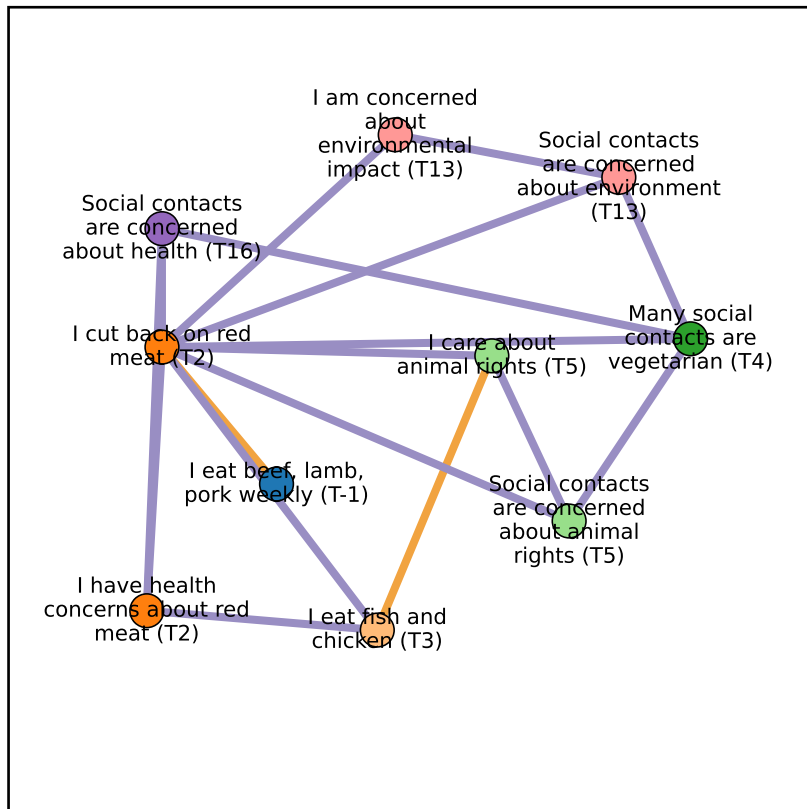 I am concerned
about
environmental
impact (T13)
Social contacts
are concerned
about environment
(T13)
Social contacts
are concerned
about health (T16)
I cut back on red
meat (T2)
I care about
animal rights (T5)
Many social
contacts are
vegetarian (T4)
I eat beef, lamb,
pork weekly (T-1)
Social contacts
are concerned
about animal
rights (T5)
I have health
concerns about red
meat (T2)
I eat fish and
chicken (T3)